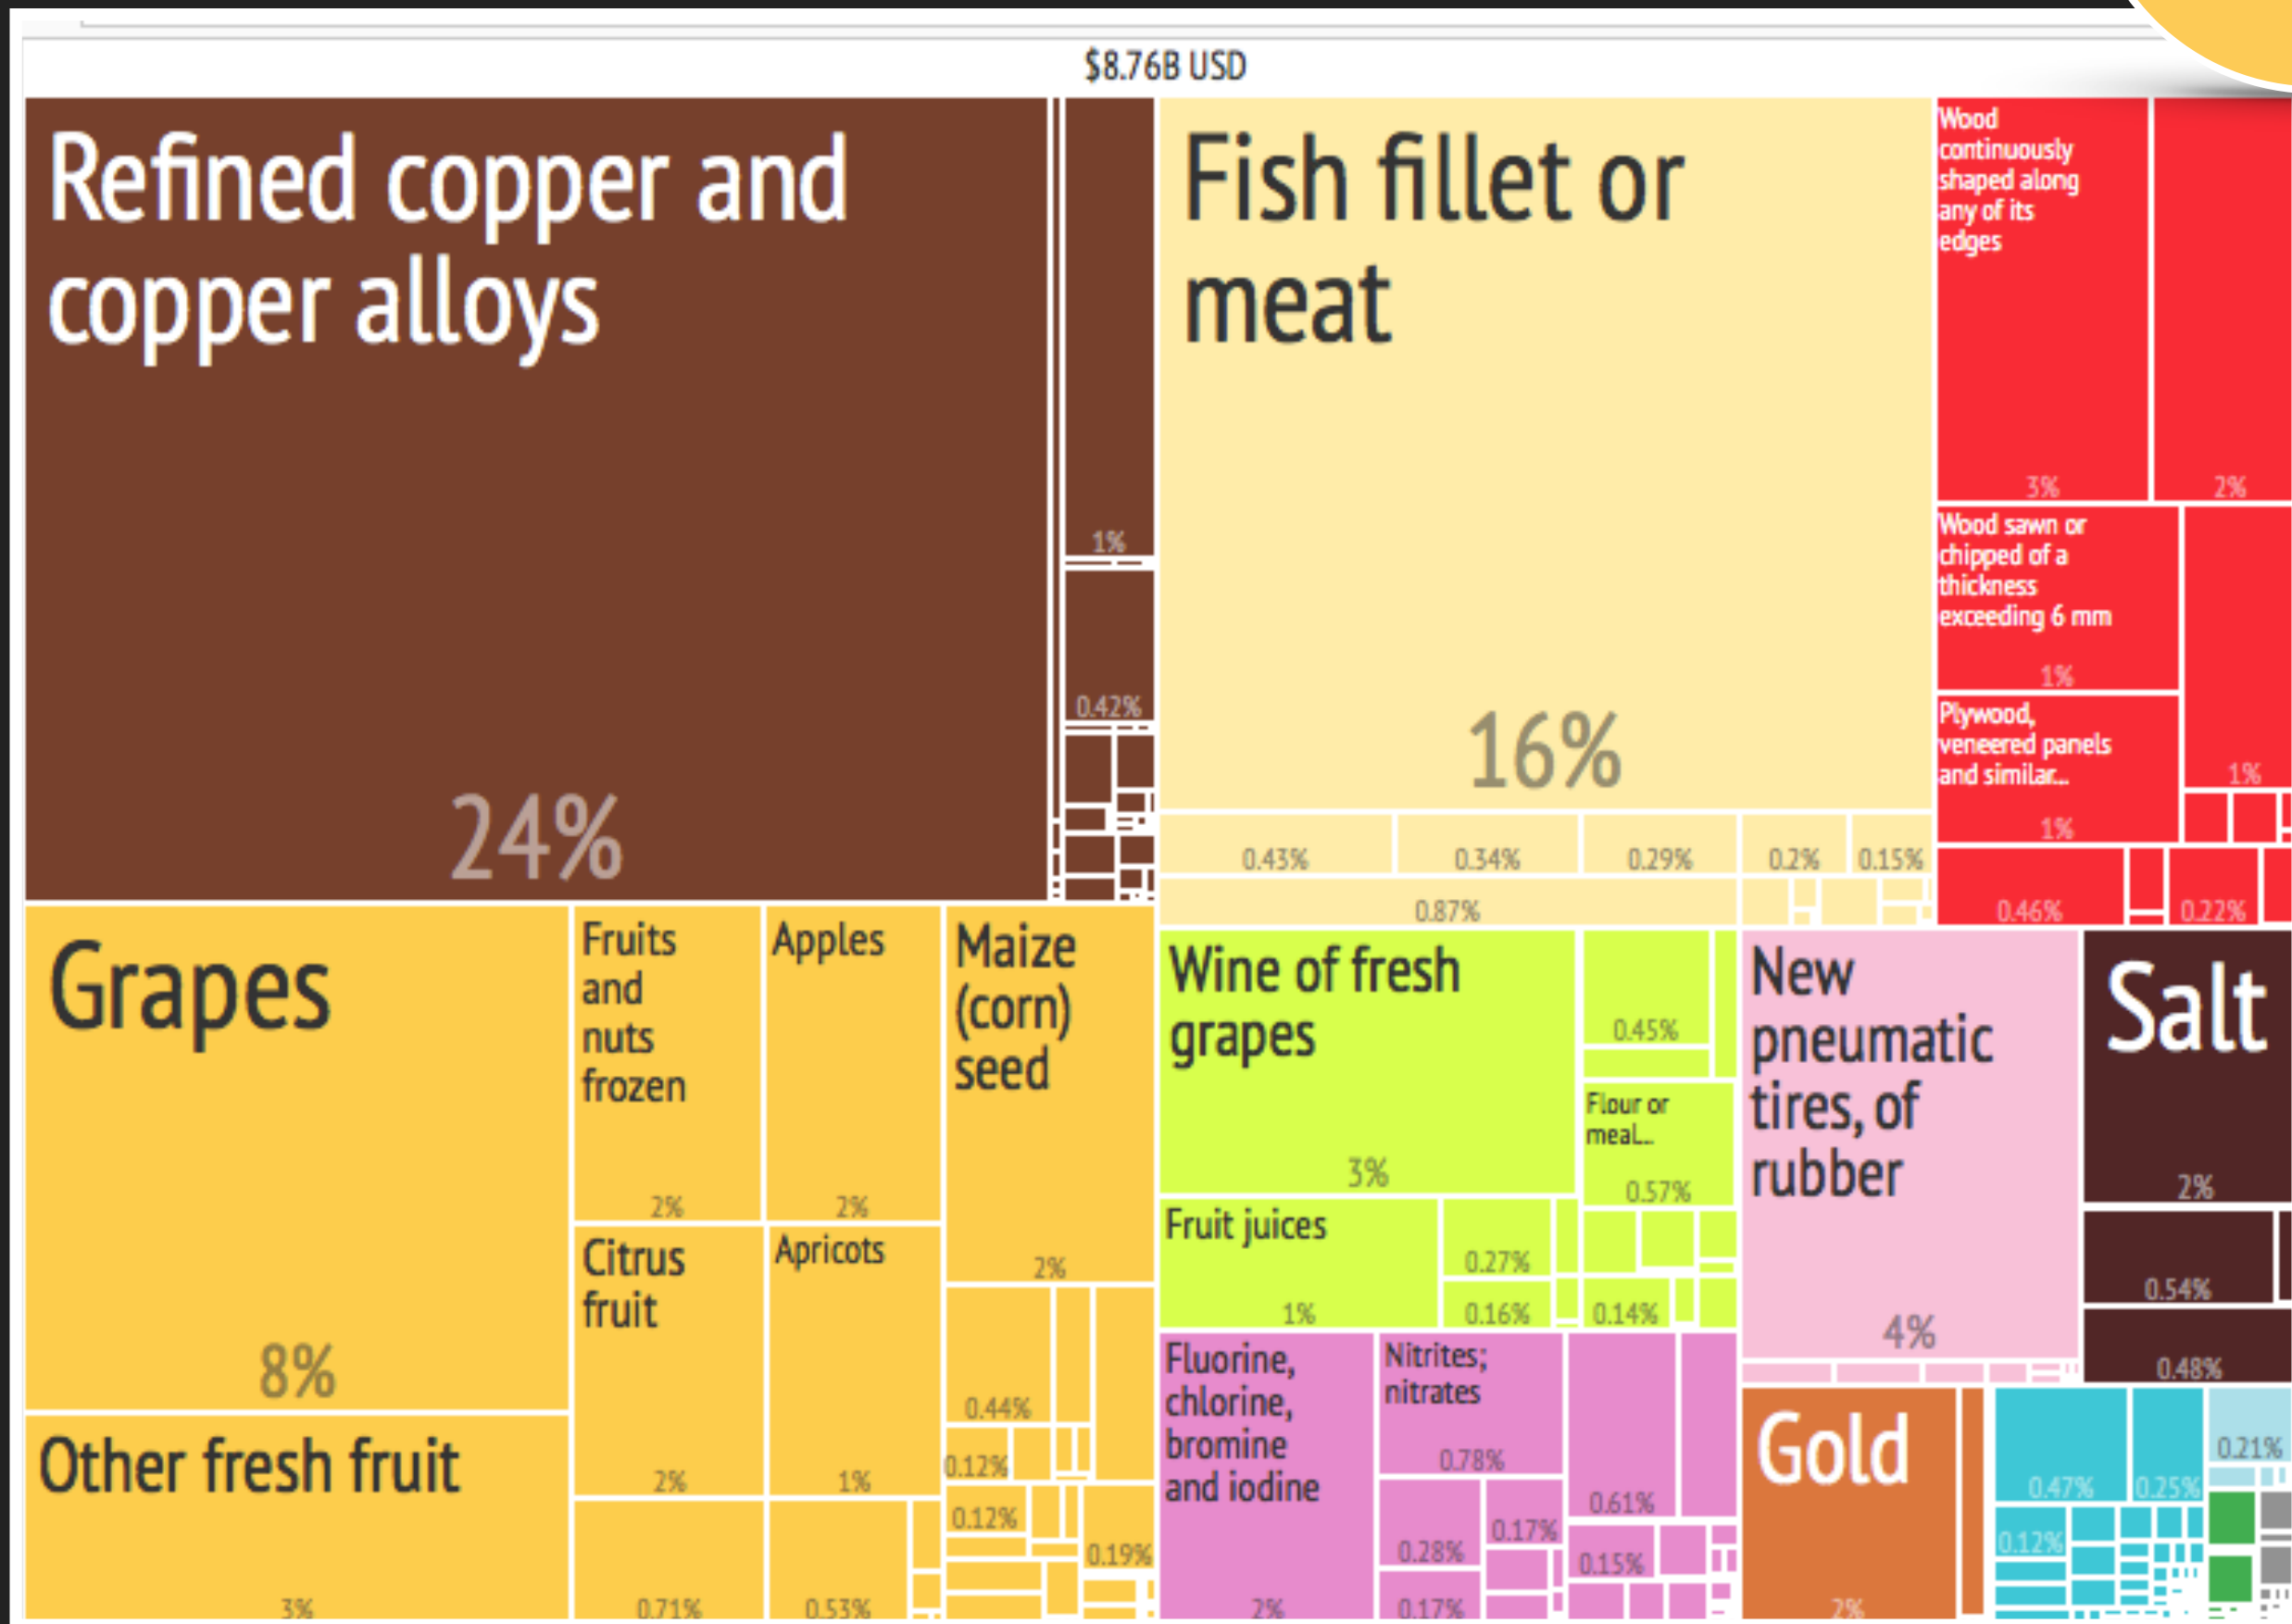 $8.76B USD
Refined copper and
copper alloys
24%
1%
0.42%
Fish fillet or
meat
16%
0.43%
0.34%
0.29%
0.2%
0.15%
0.87%
Wood
continuously
shaped along
any of its
edges
3%
2%
Wood sawn or
chipped of a
thickness
exceeding 6 mm
1%
Plywood,
veneered panels
and similar...
1%
1%
0.46%
0.22%
Grapes
8%
Other fresh fruit
3%
Fruits
and
nuts
frozen
2%
Apples
2%
Citrus
fruit
2%
Apricots
1%
0.71%
0.53%
Maize
(corn)
seed
2%
0.44%
0.12%
0.12%
0.19%
Wine of fresh
grapes
3%
0.45%
Flour or
meal...
0.57%
Fruit juices
1%
0.27%
0.16%
0.14%
Fluorine,
chlorine,
bromine
and iodine
2%
Nitrites;
nitrates
0.78%
0.28%
0.17%
0.17%
0.61%
0.15%
New
pneumatic
tires, of
rubber
4%
Salt
2%
0.54%
0.48%
Gold
2%
0.47%
0.25%
0.12%
0.21%